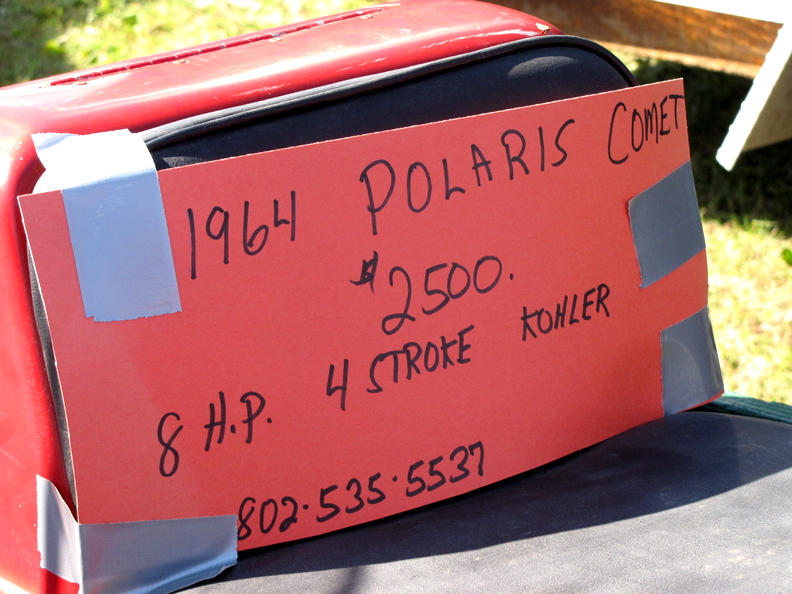 1964 POLARIS COMET
$2500.
8 H.P. 4 STROKE KOHLER
802·535·5537